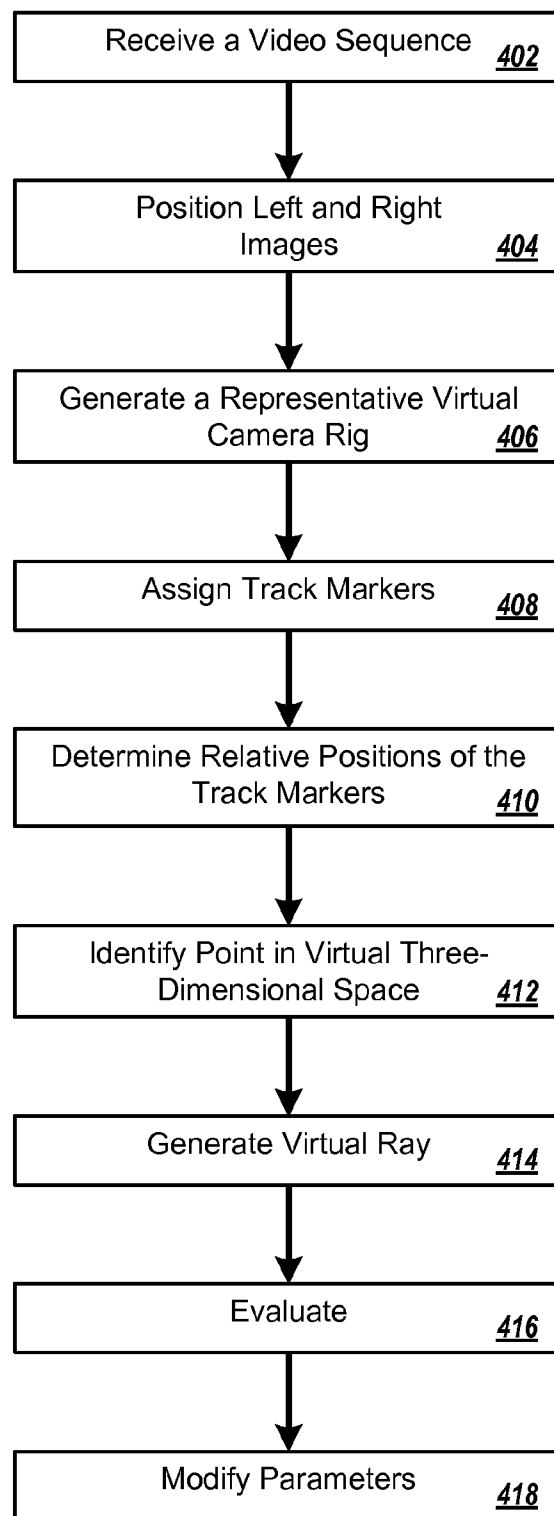 Receive a Video Sequence
402
Position Left and Right
Images
404
Generate a Representative Virtual
Camera Rig
406
Assign Track Markers
408
Determine Relative Positions of the
Track Markers
410
Identify Point in Virtual Three-
Dimensional Space
412
Generate Virtual Ray
414
Evaluate
416
Modify Parameters
418